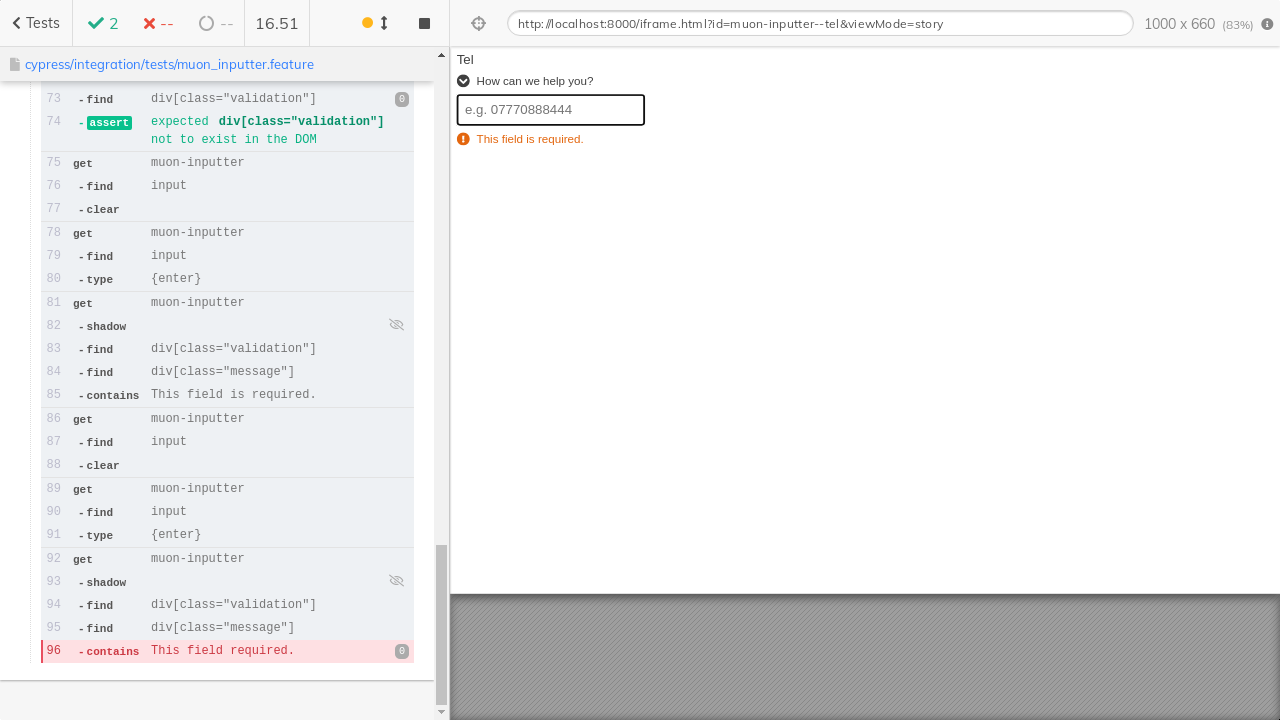 Tests
2
--
--
16.51
http://localhost:8000/iframe.html?id=muon-inputter--tel&viewMode=story
1000 x 660 (83%)
cypress/integration/tests/muon_inputter.feature
73 -find div[class="validation"] 0
74 -assert expected div[class="validation"]
not to exist in the DOM
75 get muon-inputter
76 -find input
77 -clear
78 get muon-inputter
79 -find input
80 -type {enter}
81 get muon-inputter
82 -shadow
83 -find div[class="validation"]
84 -find div[class="message"]
85 -contains This field is required.
86 get muon-inputter
87 -find input
88 -clear
89 get muon-inputter
90 -find input
91 -type {enter}
92 get muon-inputter
93 -shadow
94 -find div[class="validation"]
95 -find div[class="message"]
96 -contains This field required. 0
Tel
How can we help you?
e.g. 07770888444
This field is required.